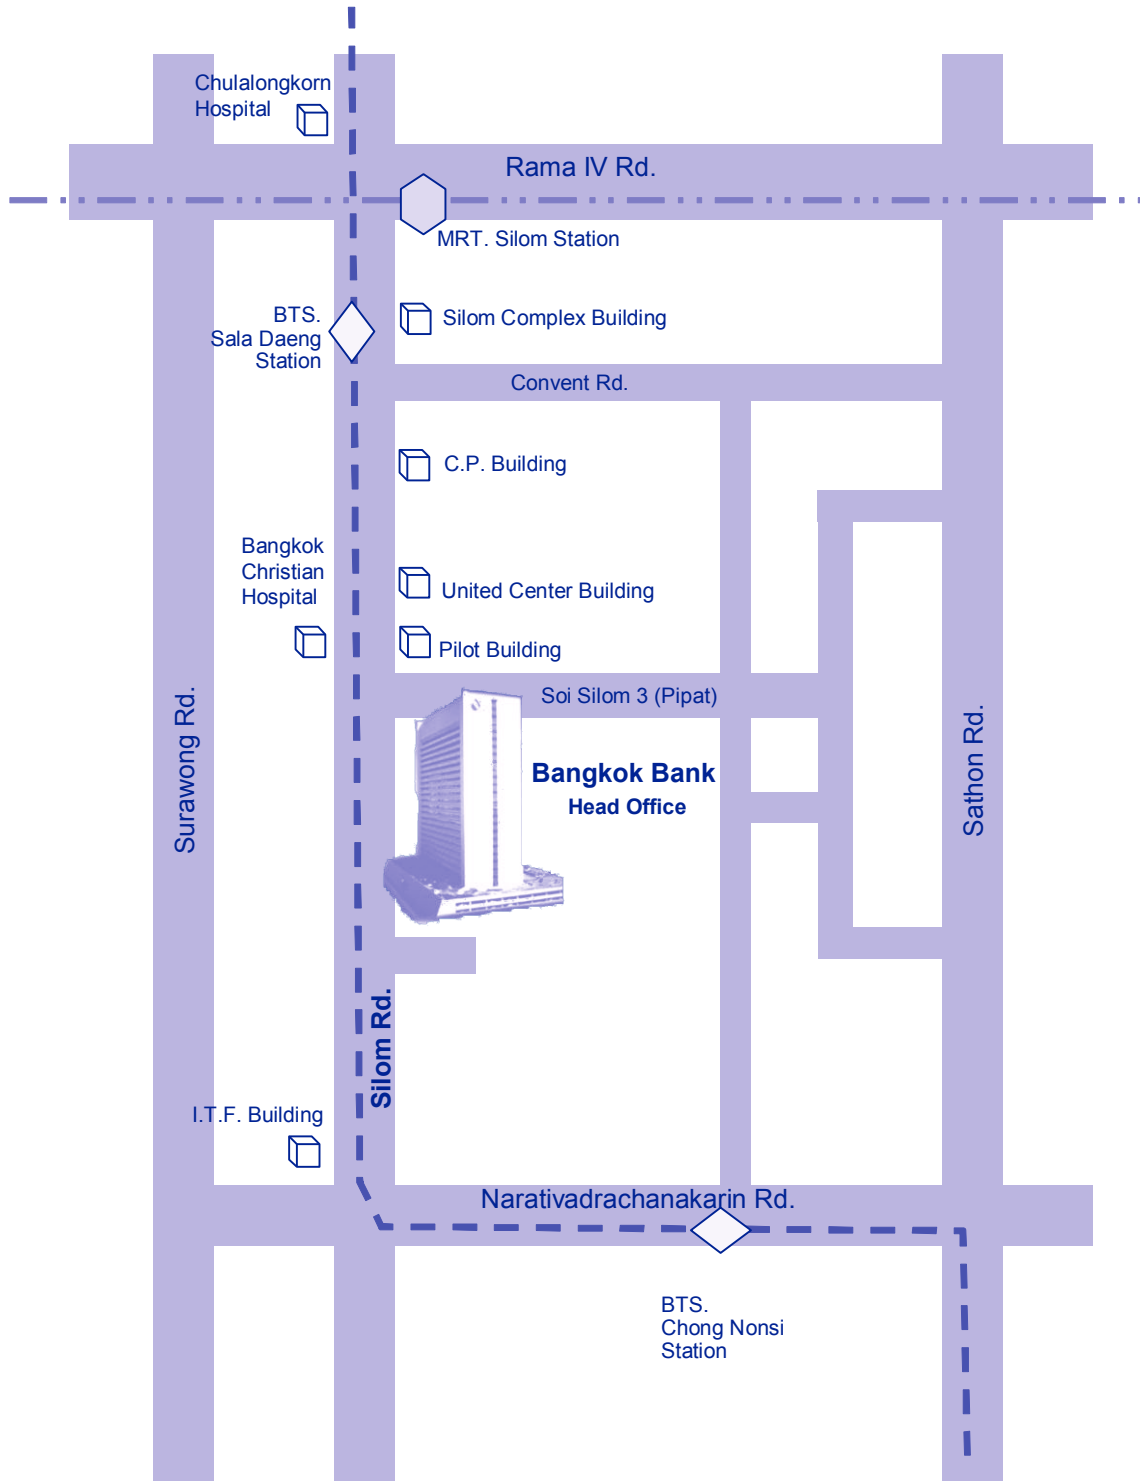 Chulalongkorn
Hospital
Rama IV Rd.
MRT. Silom Station
BTS.
Sala Daeng
Station
Silom Complex Building
Convent Rd.
C.P. Building
Bangkok
Christian
Hospital
United Center Building
Pilot Building
Soi Silom 3 (Pipat)
Surawong Rd.
Bangkok Bank
Head Office
Sathon Rd.
Silom Rd.
I.T.F. Building
Narativadrachanakarin Rd.
BTS.
Chong Nonsi
Station